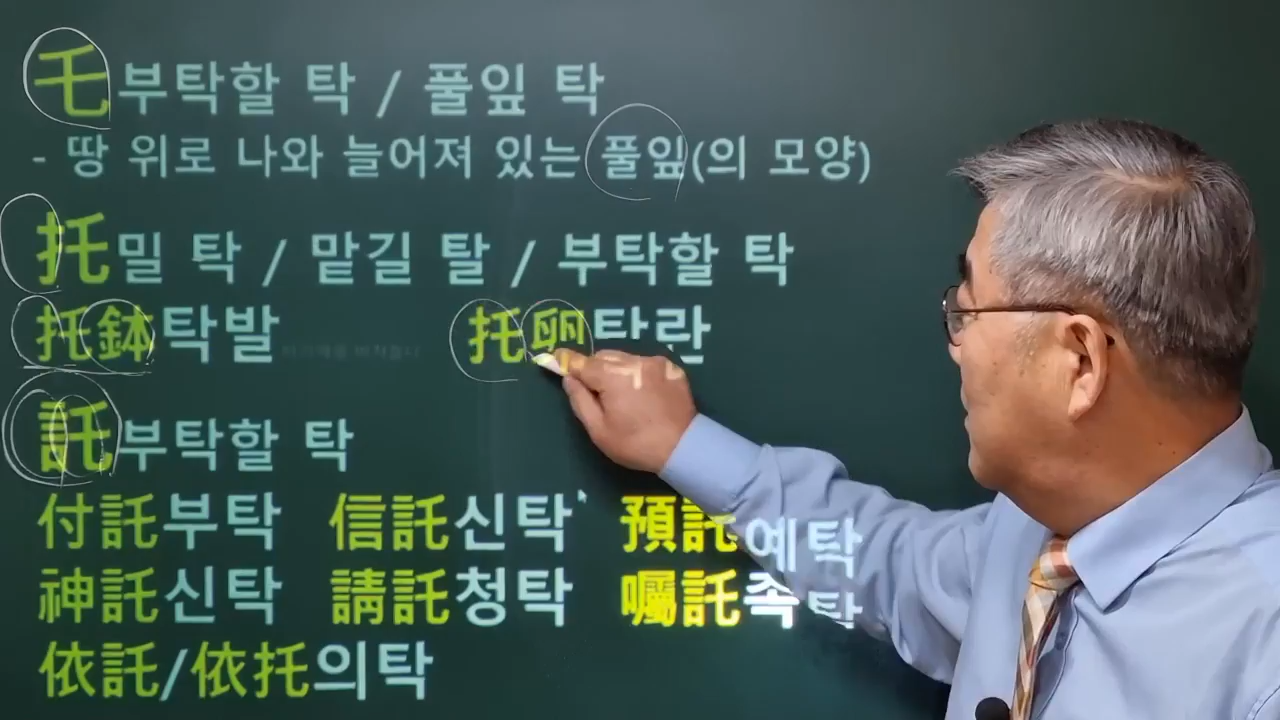 乇부탁할 탁 / 풀잎 탁
- 땅 위로 나와 늘어져 있는 풀잎(의 모양)
托밀 탁 / 맡길 탈 / 부탁할 탁
托鉢탁발 托卵탁란
託부탁할 탁
付託부탁 信託신탁 預託예탁
神託신탁 請託청탁 囑託촉탁
依託/依托의탁